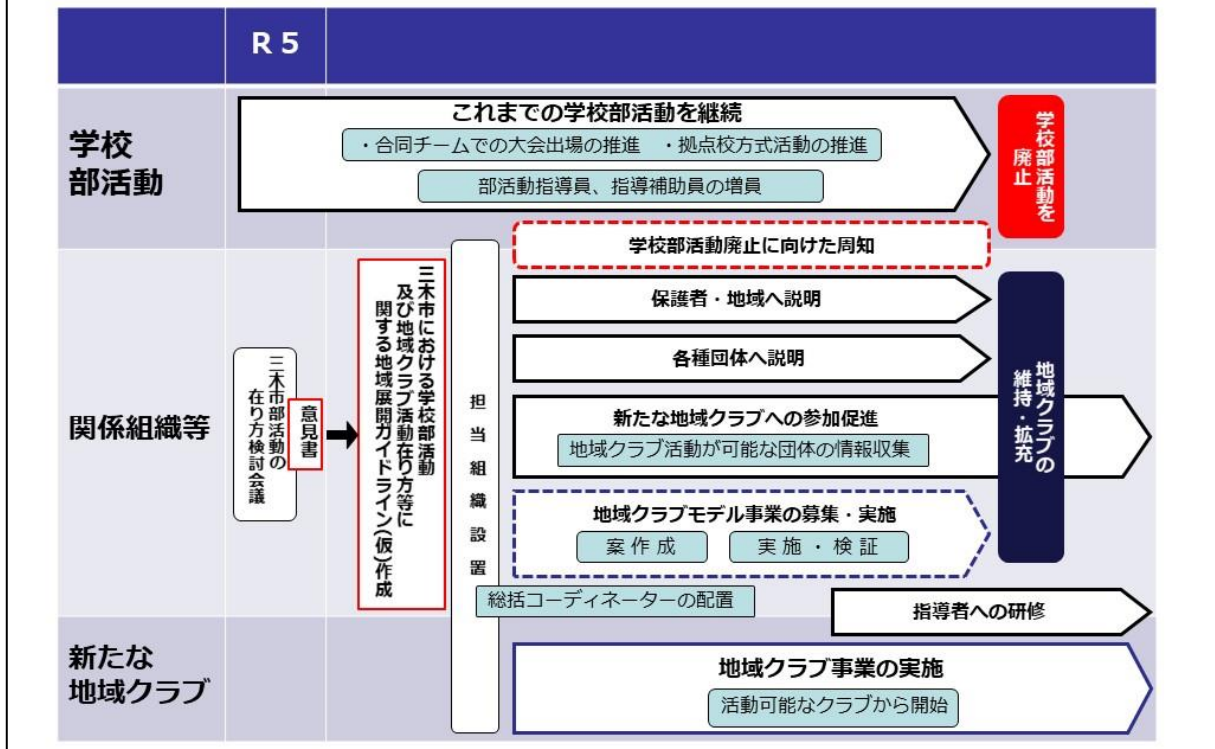 R 5
学校
部活動
これまでの学校部活動を継続
・合同チームでの大会出場の推進　・拠点校方式活動の推進
部活動指導員、指導補助員の増員
学校部活動を
廃止
関係組織等
三木市部活動の
在り方検討会議
意見書
三木市における学校部活動
及び地域クラブ活動在り方等に
関する地域展開ガイドライン(仮)作成
担当組織設置
学校部活動廃止に向けた周知
保護者・地域へ説明
各種団体へ説明
新たな地域クラブへの参加促進
地域クラブ活動が可能な団体の情報収集
地域クラブモデル事業の募集・実施
案 作 成
実 施 ・ 検 証
総括コーディネーターの配置
地域クラブの
維持・拡充
指導者への研修
新たな
地域クラブ
地域クラブ事業の実施
活動可能なクラブから開始